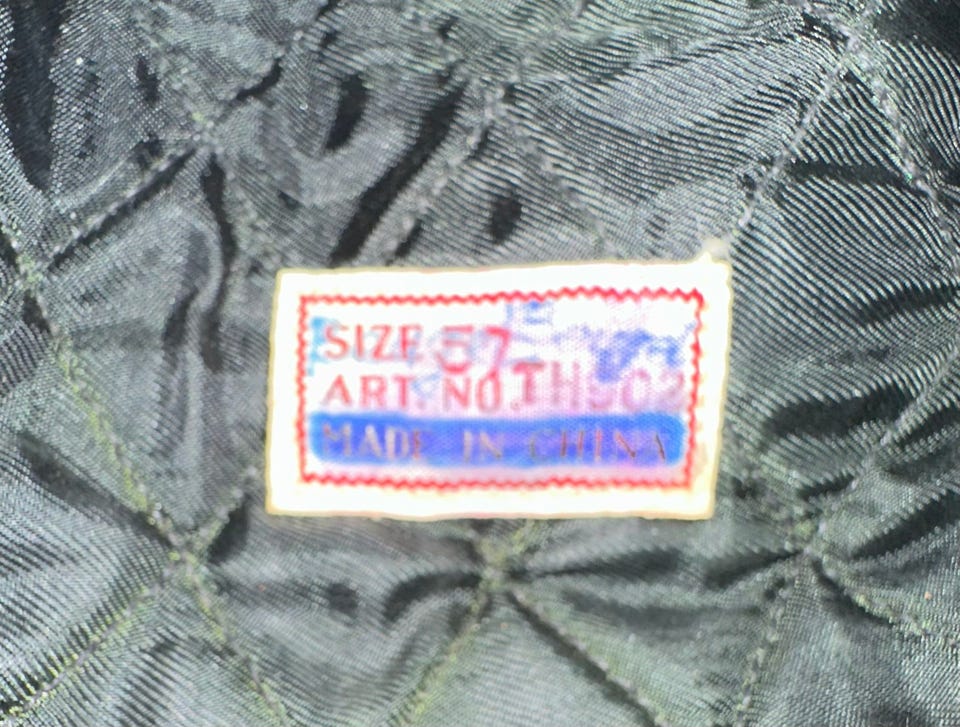 SIZE 57
ART. NO. TH902
MADE IN CHINA